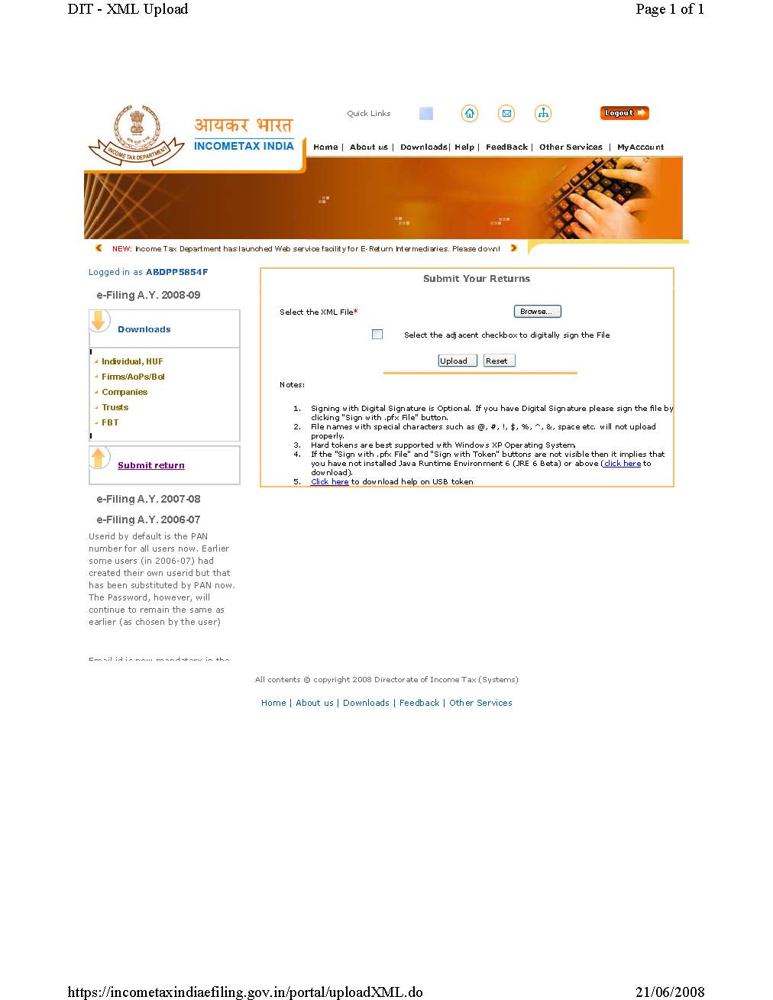 DIT - XML Upload
Page 1 of 1
INCOME TAX DEPARTMENT
आयकर भारत
INCOMETAX INDIA
Quick Links
Logout
Home | About us | Downloads| Help | FeedBack | Other Services | MyAccount
NEW: Income Tax Department has launched Web service facility for E-Return Intermediaries. Please downl
Logged in as ABDPP5854F
e-Filing A.Y. 2008-09
Downloads
Individual, HUF
Firms/AoPs/BoI
Companies
Trusts
FBT
Submit return
e-Filing A.Y. 2007-08
e-Filing A.Y. 2006-07
Userid by default is the PAN
number for all users now. Earlier
some users (in 2006-07) had
created their own userid but that
has been substituted by PAN now.
The Password, however, will
continue to remain the same as
earlier (as chosen by the user)
Email id is now mandatory in the
Submit Your Returns
Select the XML File*
Browse...
Select the adjacent checkbox to digitally sign the File
Upload
Reset
Notes:
1. Signing with Digital Signature is Optional. If you have Digital Signature please sign the file by
clicking "Sign with .pfx File" button.
2. File names with special characters such as @, #, !, $, %, ^, &, space etc. will not upload
properly.
3. Hard tokens are best supported with Windows XP Operating System.
4. If the "Sign with .pfx File" and "Sign with Token" buttons are not visible then it implies that
you have not installed Java Runtime Environment 6 (JRE 6 Beta) or above (click here to
download).
5. Click here to download help on USB token
All contents © copyright 2008 Directorate of Income Tax (Systems)
Home | About us | Downloads | Feedback | Other Services
https://incometaxindiaefiling.gov.in/portal/uploadXML.do
21/06/2008